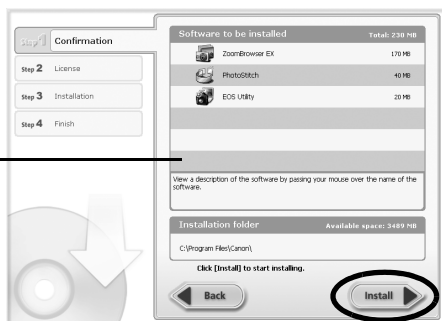 Step 1 Confirmation
Step 2 License
Step 3 Installation
Step 4 Finish
Software to be installed Total: 230 MB
ZoomBrowser EX 170 MB
PhotoStitch 40 MB
EOS Utility 20 MB
View a description of the software by passing your mouse over the name of the
software.
Installation folder Available space: 3489 MB
C:\Program Files\Canon\
Click [Install] to start installing.
Back Install